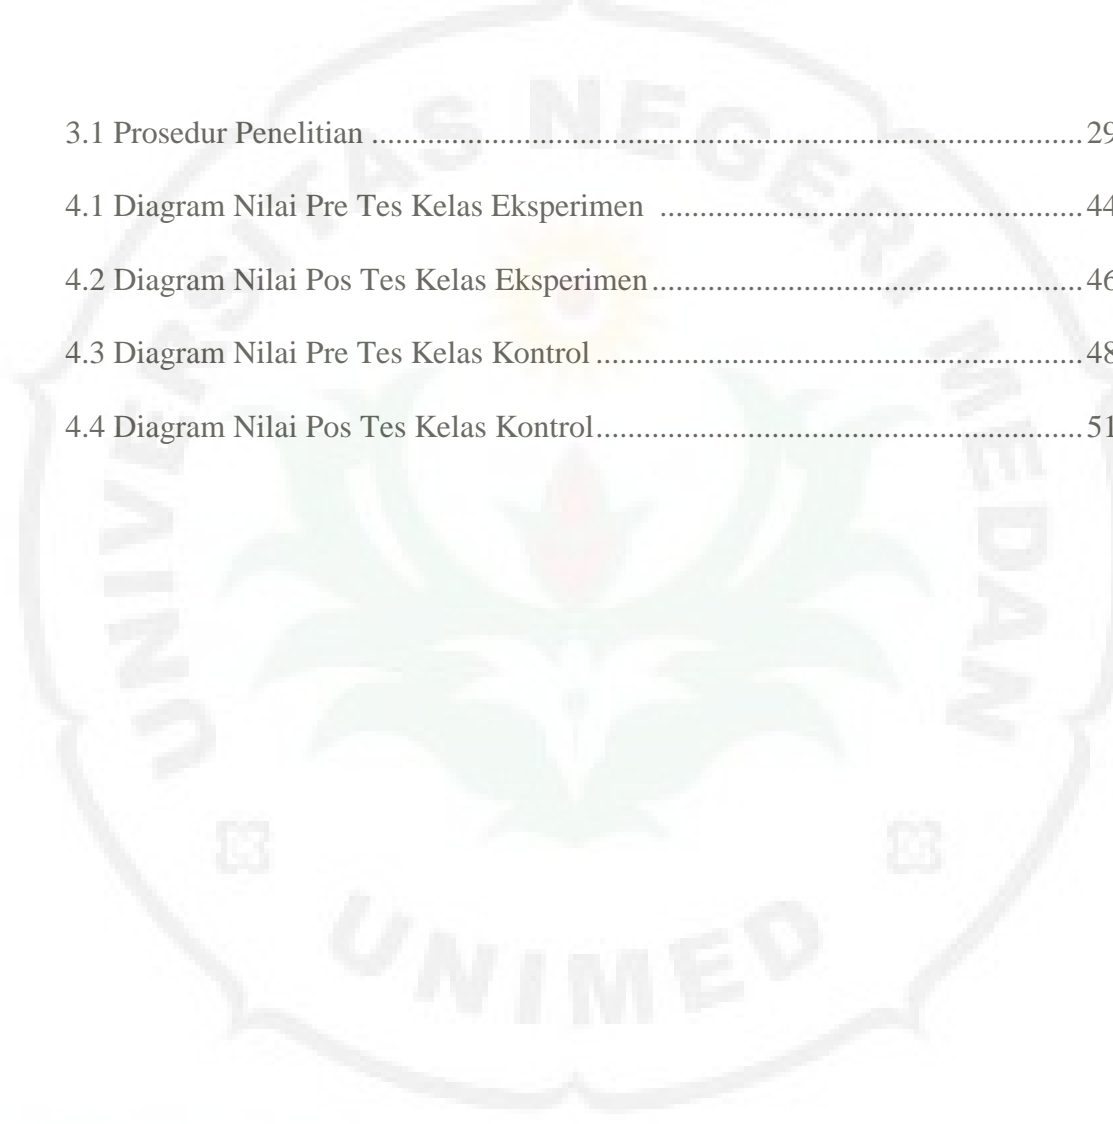 3.1 Prosedur Penelitian ........................................................................................ 29
4.1 Diagram Nilai Pre Tes Kelas Eksperimen .................................................... 44
4.2 Diagram Nilai Pos Tes Kelas Eksperimen ..................................................... 46
4.3 Diagram Nilai Pre Tes Kelas Kontrol ............................................................ 48
4.4 Diagram Nilai Pos Tes Kelas Kontrol ............................................................ 51
UNIVERSITAS NEGERI MEDAN
UNIMED